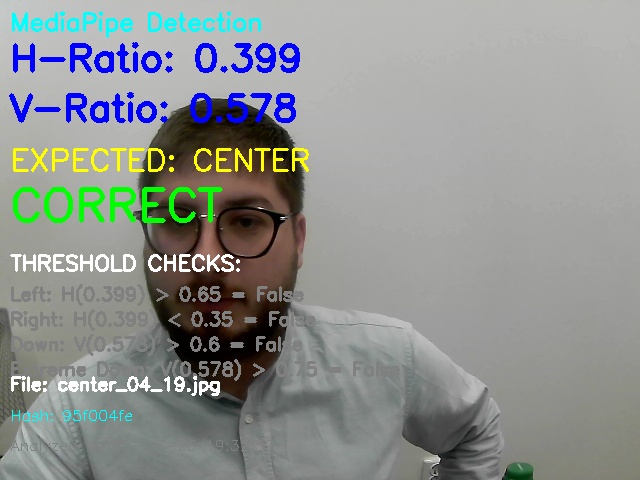 MediaPipe Detection
H-Ratio: 0.399
V-Ratio: 0.578
EXPECTED: CENTER
CORRECT
THRESHOLD CHECKS:
Left: H(0.399) > 0.65 = False
Right: H(0.399) < 0.35 = False
Down: V(0.578) > 0.6 = False
Extreme Down: V(0.578) > 0.75 = False
File: center_04_19.jpg
Hash: 95f004fe